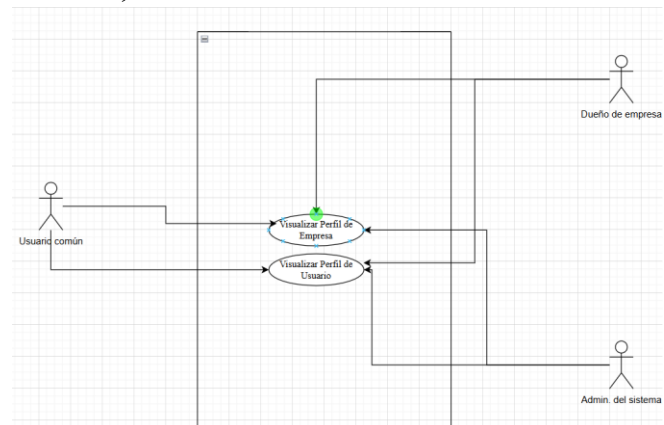 Dueño de empresa
Visualizar Perfil de
Empresa
Usuario común
Visualizar Perfil de
Usuario
Admin. del sistema